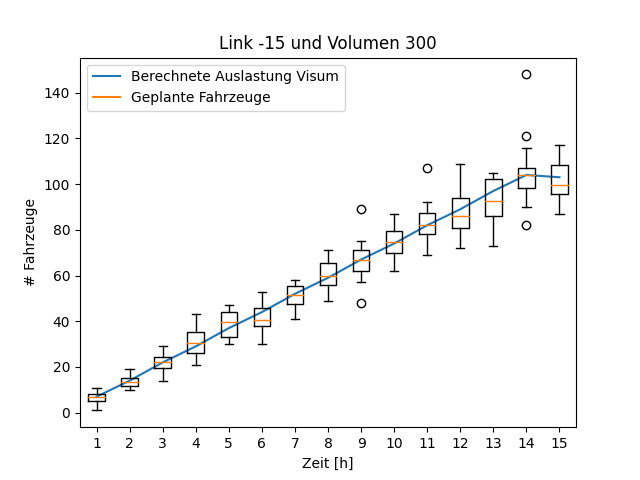 Link -15 und Volumen 300
Berechnete Auslastung Visum
Geplante Fahrzeuge
# Fahrzeuge
140
120
100
80
60
40
20
0
1 2 3 4 5 6 7 8 9 10 11 12 13 14 15
Zeit [h]